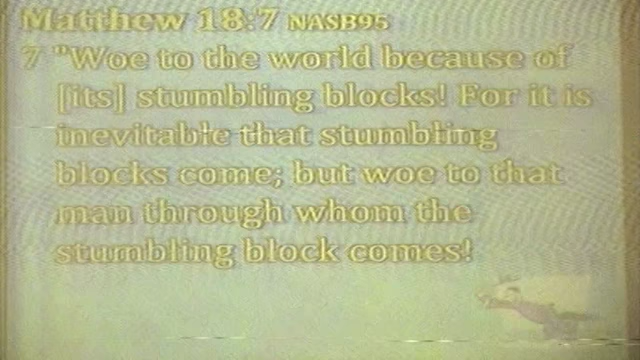 Matthew 18:7 NASB95
7 "Woe to the world because of
[its] stumbling blocks! For it is
inevitable that stumbling
blocks come; but woe to that
man through whom the
stumbling block comes!